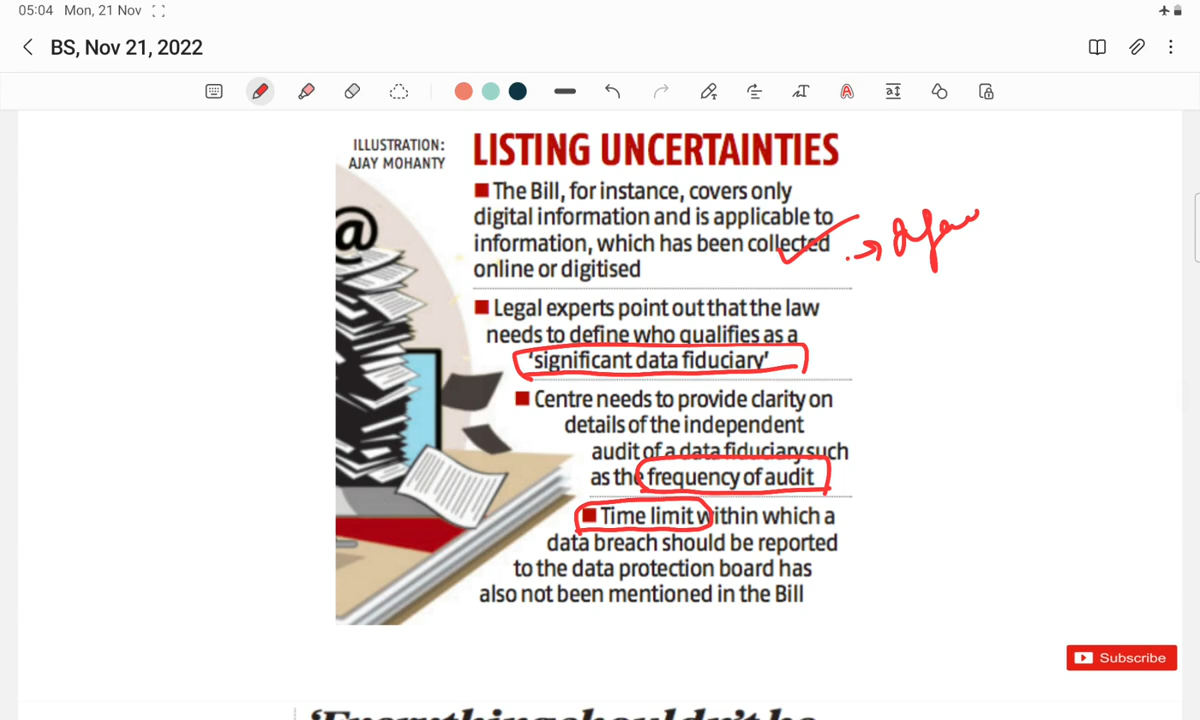 05:04 Mon, 21 Nov
BS, Nov 21, 2022
ILLUSTRATION:
AJAY MOHANTY
LISTING UNCERTAINTIES
The Bill, for instance, covers only
digital information and is applicable to
information, which has been collected
online or digitised
Legal experts point out that the law
needs to define who qualifies as a
'significant data fiduciary'
Centre needs to provide clarity on
details of the independent
audit of a data fiduciary such
as the frequency of audit
Time limit within which a
data breach should be reported
to the data protection board has
also not been mentioned in the Bill
@
Subscribe